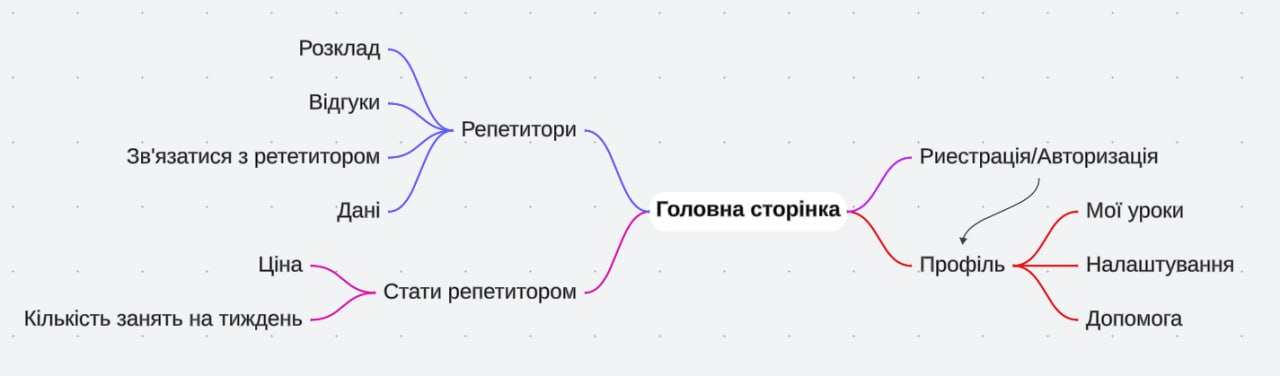 Розклад
Відгуки
Репетитори
Зв'язатися з рететитором
Дані
Головна сторінка
Риестрація/Авторизація
Мої уроки
Профіль
Налаштування
Допомога
Ціна
Стати репетитором
Кількість занять на тиждень